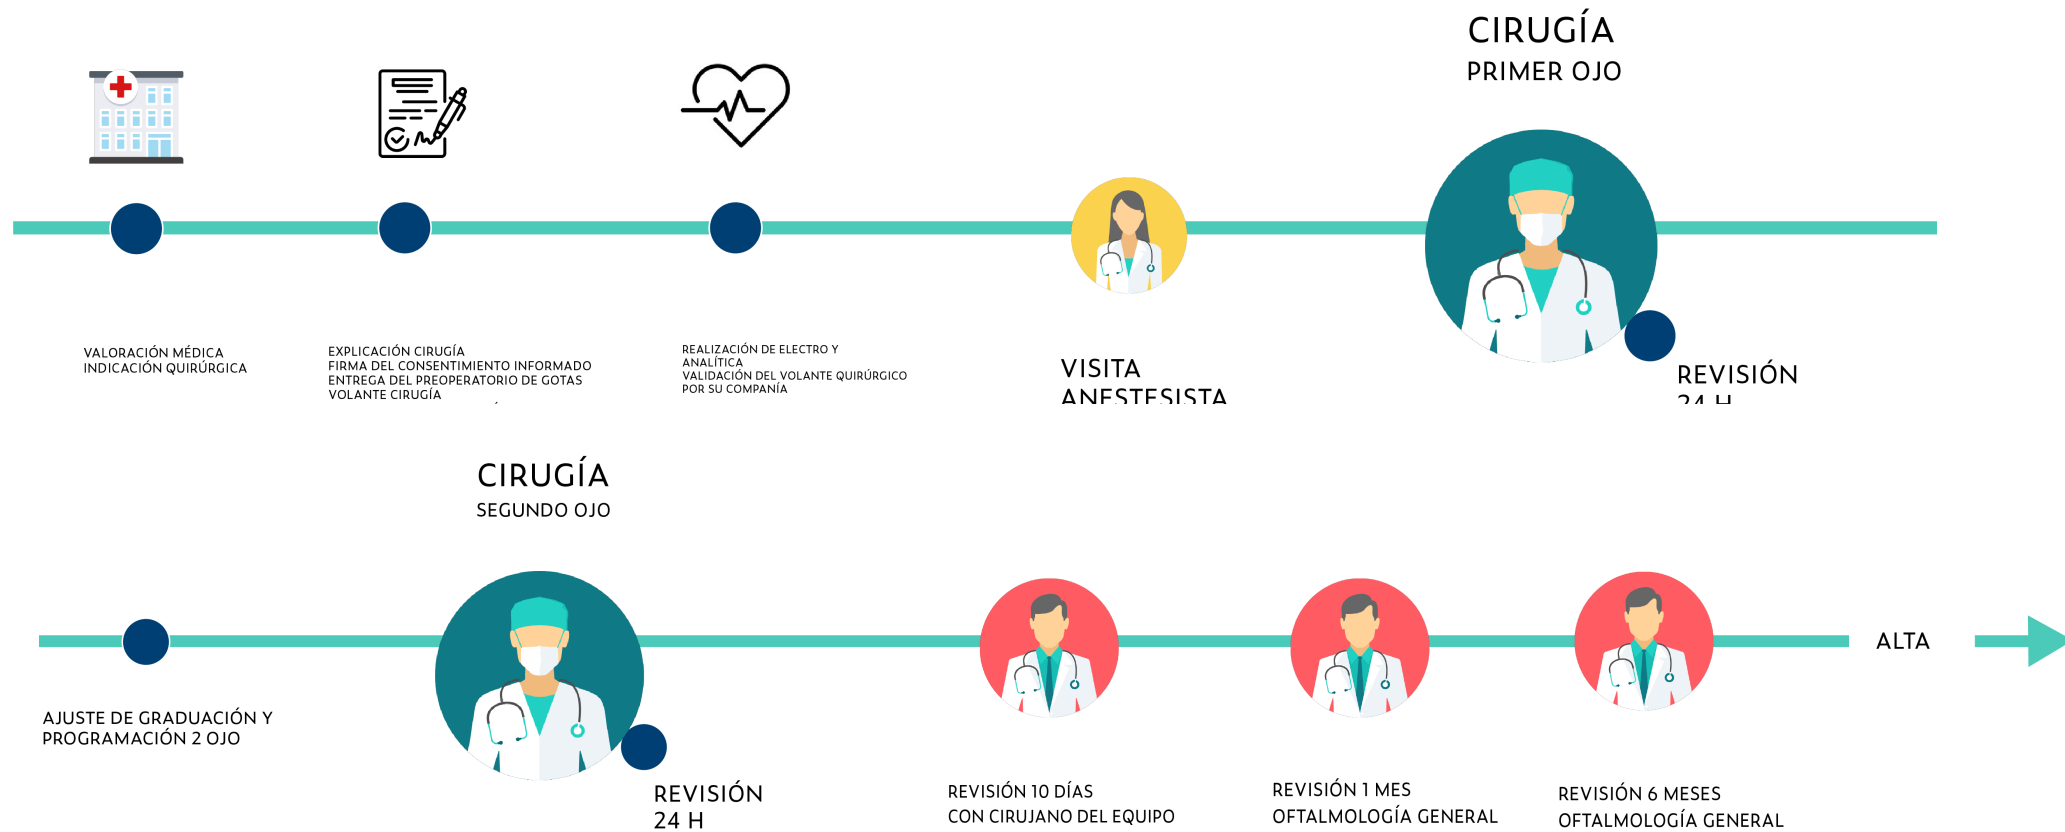 CIRUGÍA
PRIMER OJO
VALORACIÓN MÉDICA
INDICACIÓN QUIRÚRGICA
EXPLICACIÓN CIRUGÍA
FIRMA DEL CONSENTIMIENTO INFORMADO
ENTREGA DEL PREOPERATORIO DE GOTAS
VOLANTE CIRUGÍA
REALIZACIÓN DE ELECTRO Y
ANALÍTICA
VALIDACIÓN DEL VOLANTE QUIRÚRGICO
POR SU COMPANÍA
VISITA
ANESTESISTA
REVISIÓN
24 H
CIRUGÍA
SEGUNDO OJO
ALTA
AJUSTE DE GRADUACIÓN Y
PROGRAMACIÓN 2 OJO
REVISIÓN
24 H
REVISIÓN 10 DÍAS
CON CIRUJANO DEL EQUIPO
REVISIÓN 1 MES
OFTALMOLOGÍA GENERAL
REVISIÓN 6 MESES
OFTALMOLOGÍA GENERAL